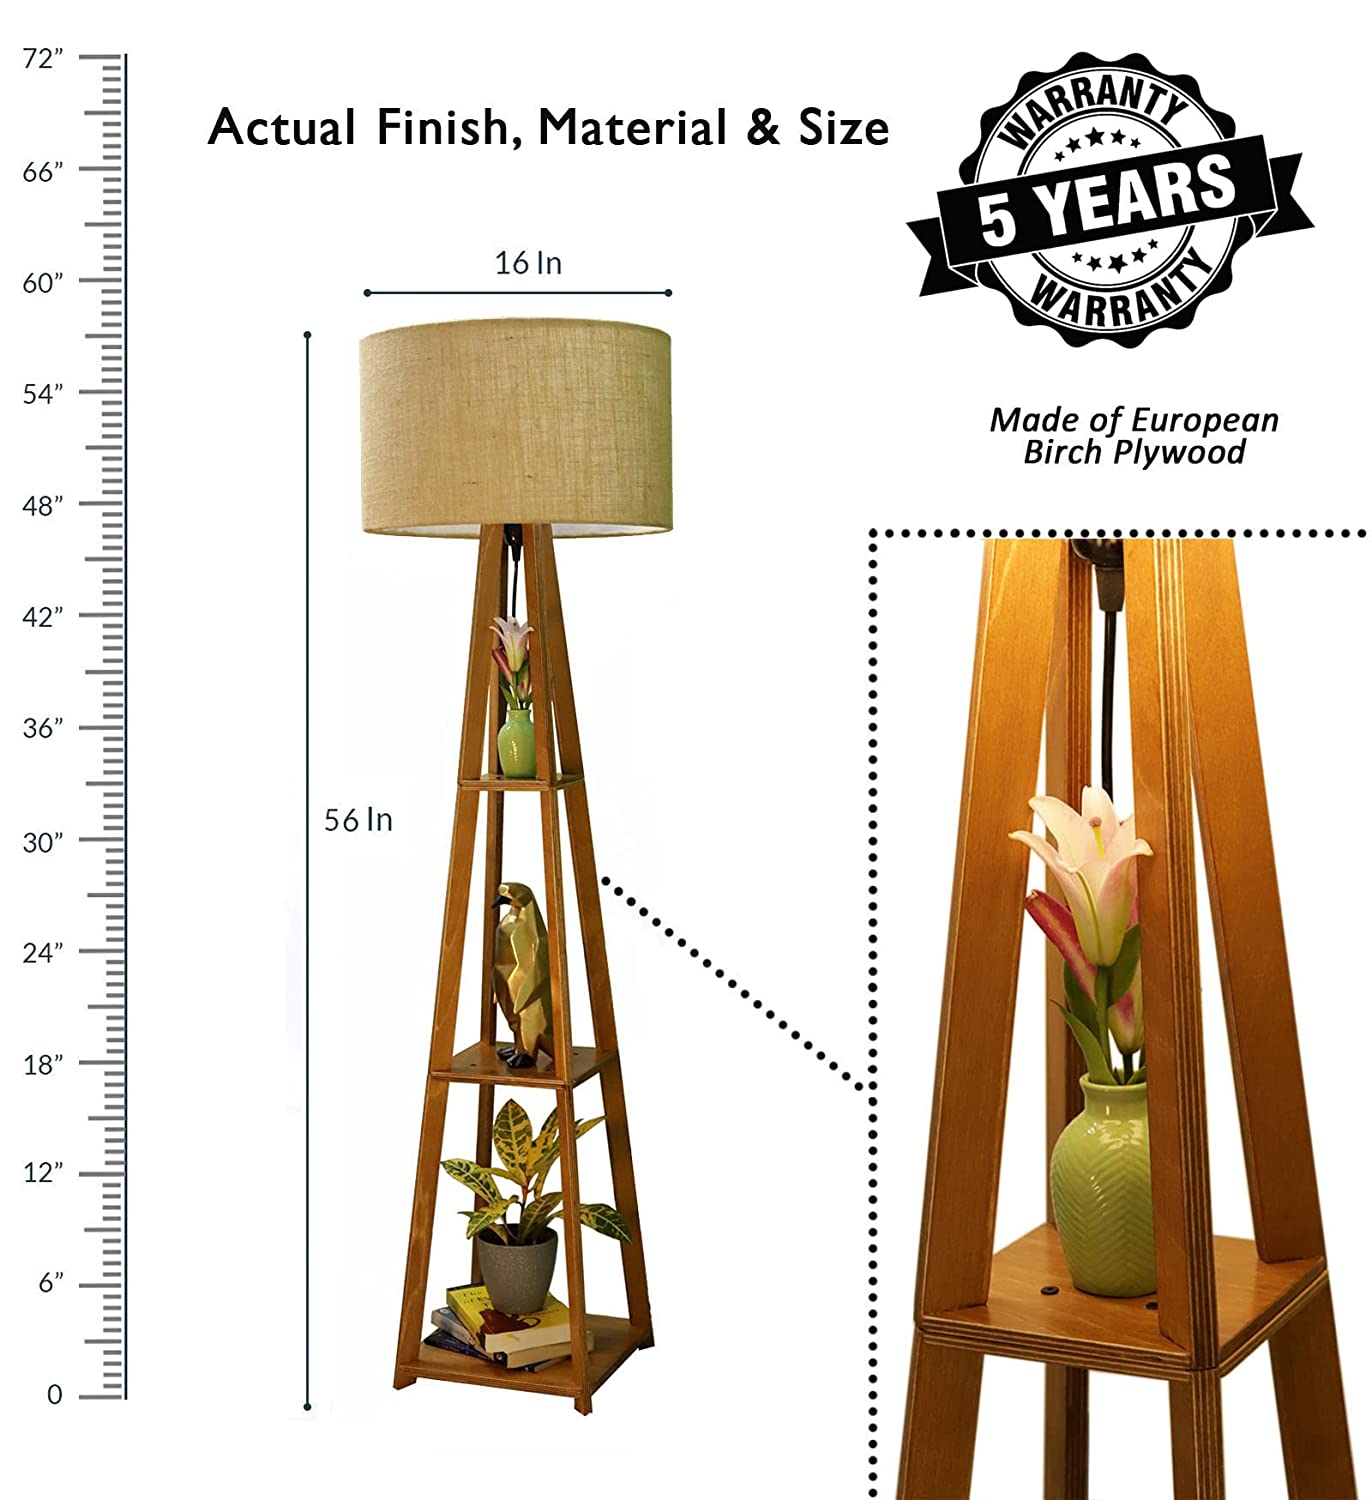 72”
66”
60”
54”
48”
42”
36”
30”
24”
18”
12”
6”
0
Actual Finish, Material & Size
16 In
56 In
WARRANTY
5 YEARS
WARRANTY
Made of European
Birch Plywood
The